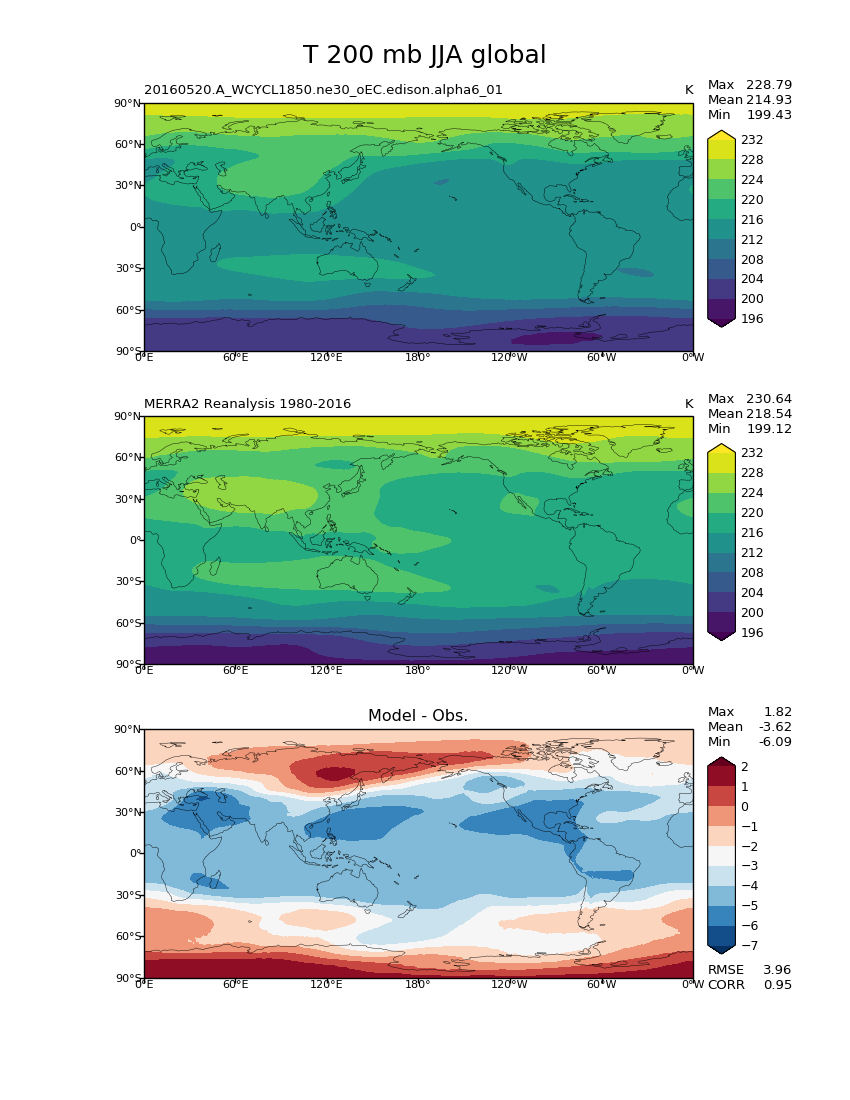 T 200 mb JJA global
20160520.A_WCYCL1850.ne30_oEC.edison.alpha6_01 K
Max 228.79
Mean 214.93
Min 199.43
90°N
60°N
30°N
0°
30°S
60°S
90°S
0°E 60°E 120°E 180° 120°W 60°W 0°W
232
228
224
220
216
212
208
204
200
196
MERRA2 Reanalysis 1980-2016 K
Max 230.64
Mean 218.54
Min 199.12
90°N
60°N
30°N
0°
30°S
60°S
90°S
0°E 60°E 120°E 180° 120°W 60°W 0°W
232
228
224
220
216
212
208
204
200
196
Model - Obs.
Max 1.82
Mean -3.62
Min -6.09
90°N
60°N
30°N
0°
30°S
60°S
90°S
0°E 60°E 120°E 180° 120°W 60°W 0°W
2
1
0
−1
−2
−3
−4
−5
−6
−7
RMSE 3.96
CORR 0.95